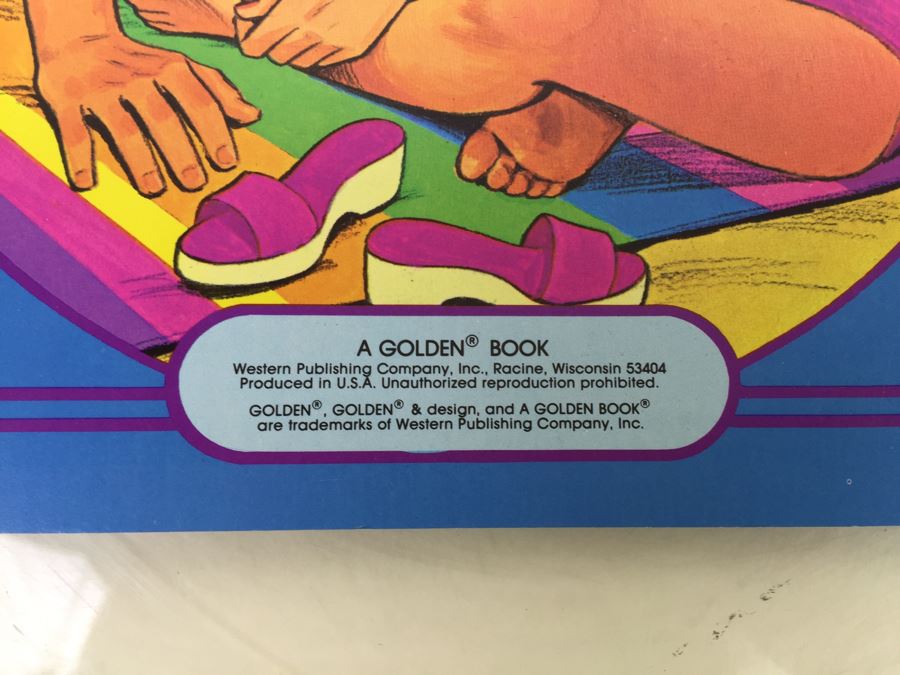 A GOLDEN® BOOK
Western Publishing Company, Inc., Racine, Wisconsin 53404
Produced in U.S.A. Unauthorized reproduction prohibited.
GOLDEN®, GOLDEN® & design, and A GOLDEN BOOK®
are trademarks of Western Publishing Company, Inc.